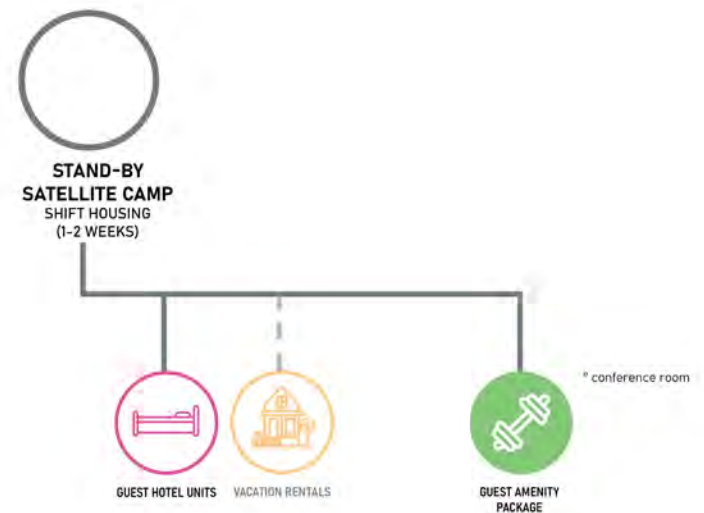 STAND-BY
SATELLITE CAMP
SHIFT HOUSING
(1-2 WEEKS)
* conference room
GUEST HOTEL UNITS
VACATION RENTALS
GUEST AMENITY
PACKAGE